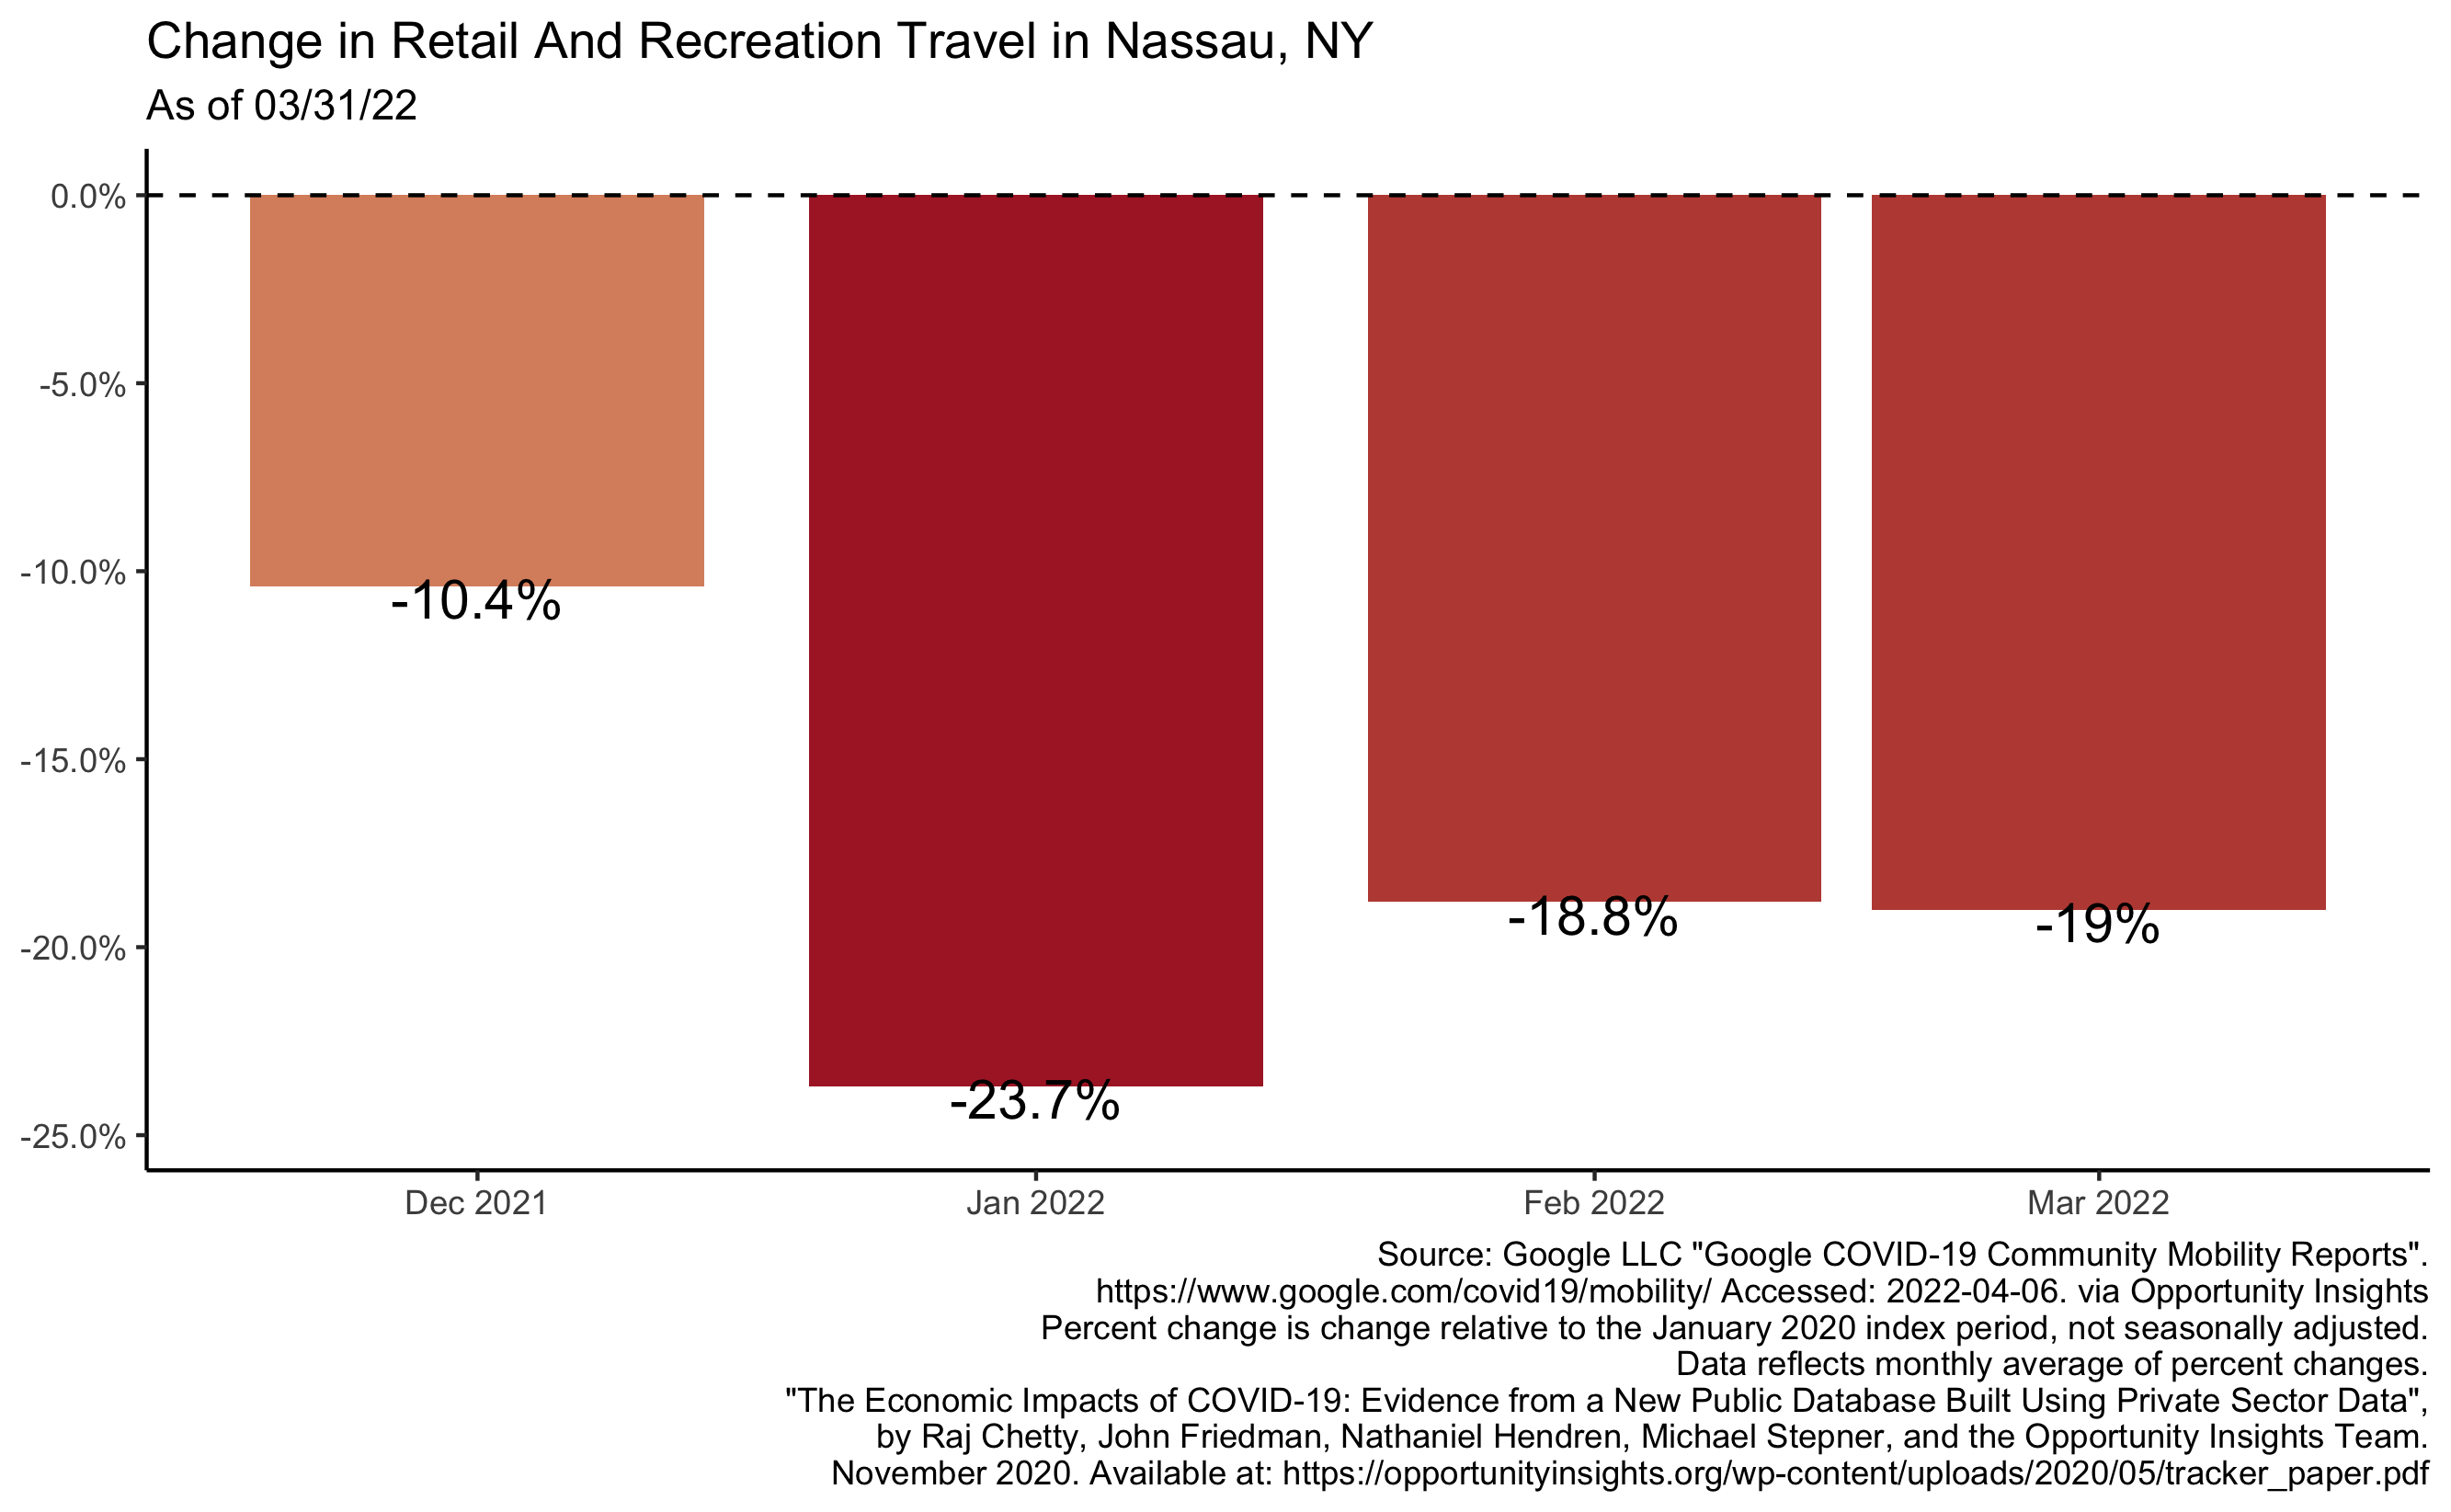 Change in Retail And Recreation Travel in Nassau, NY
As of 03/31/22
0.0%
-5.0%
-10.0%
-15.0%
-20.0%
-25.0%
-10.4%
-23.7%
-18.8%
-19%
Dec 2021
Jan 2022
Feb 2022
Mar 2022
Source: Google LLC "Google COVID-19 Community Mobility Reports".
https://www.google.com/covid19/mobility/ Accessed: 2022-04-06. via Opportunity Insights
Percent change is change relative to the January 2020 index period, not seasonally adjusted.
Data reflects monthly average of percent changes.
"The Economic Impacts of COVID-19: Evidence from a New Public Database Built Using Private Sector Data",
by Raj Chetty, John Friedman, Nathaniel Hendren, Michael Stepner, and the Opportunity Insights Team.
November 2020. Available at: https://opportunityinsights.org/wp-content/uploads/2020/05/tracker_paper.pdf